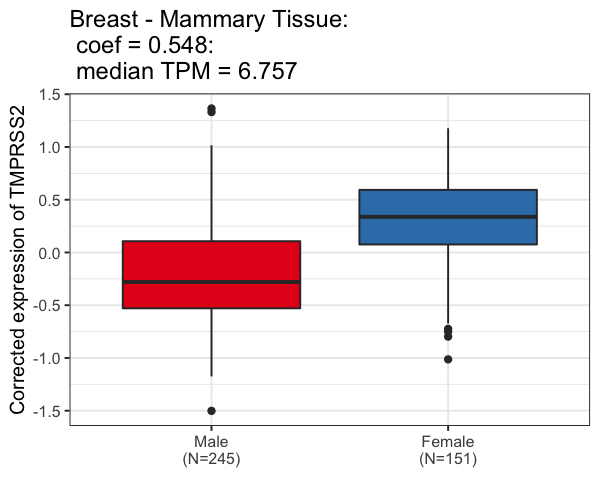 Breast - Mammary Tissue:
coef = 0.548:
median TPM = 6.757
Corrected expression of TMPRSS2
1.5
1.0
0.5
0.0
-0.5
-1.0
-1.5
Male
(N=245)
Female
(N=151)